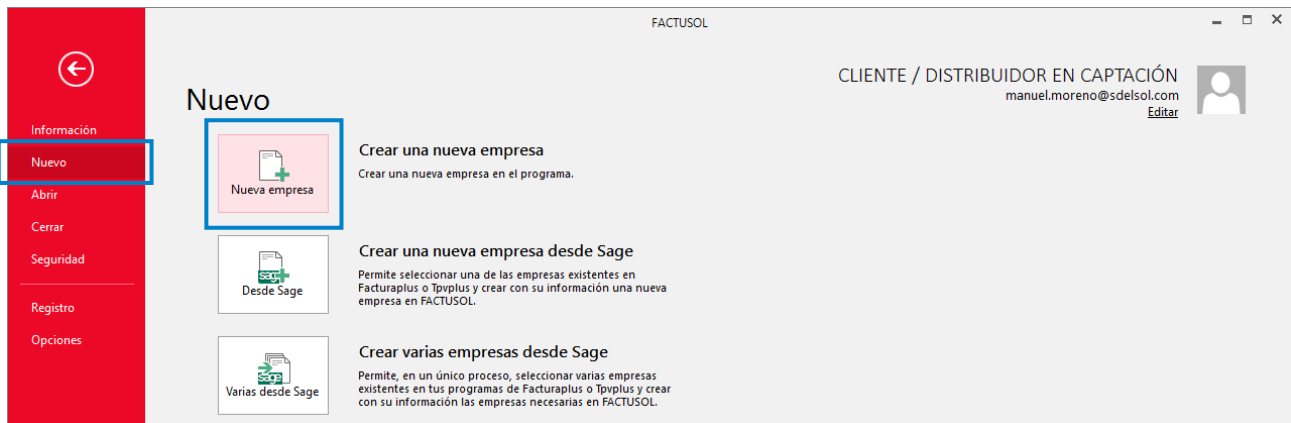 FACTUSOL
CLIENTE / DISTRIBUIDOR EN CAPTACIÓN
manuel.moreno@sdelsol.com
Editar
Información
Nuevo
Abrir
Cerrar
Seguridad
Registro
Opciones
Nuevo
Nueva empresa
Crear una nueva empresa
Crear una nueva empresa en el programa.
sage
Desde Sage
Crear una nueva empresa desde Sage
Permite seleccionar una de las empresas existentes en
Facturaplus o Tpvplus y crear con su información una nueva
empresa en FACTUSOL.
sage
Varias desde Sage
Crear varias empresas desde Sage
Permite, en un único proceso, seleccionar varias empresas
existentes en tus programas de Facturaplus o Tpvplus y crear
con su información las empresas necesarias en FACTUSOL.